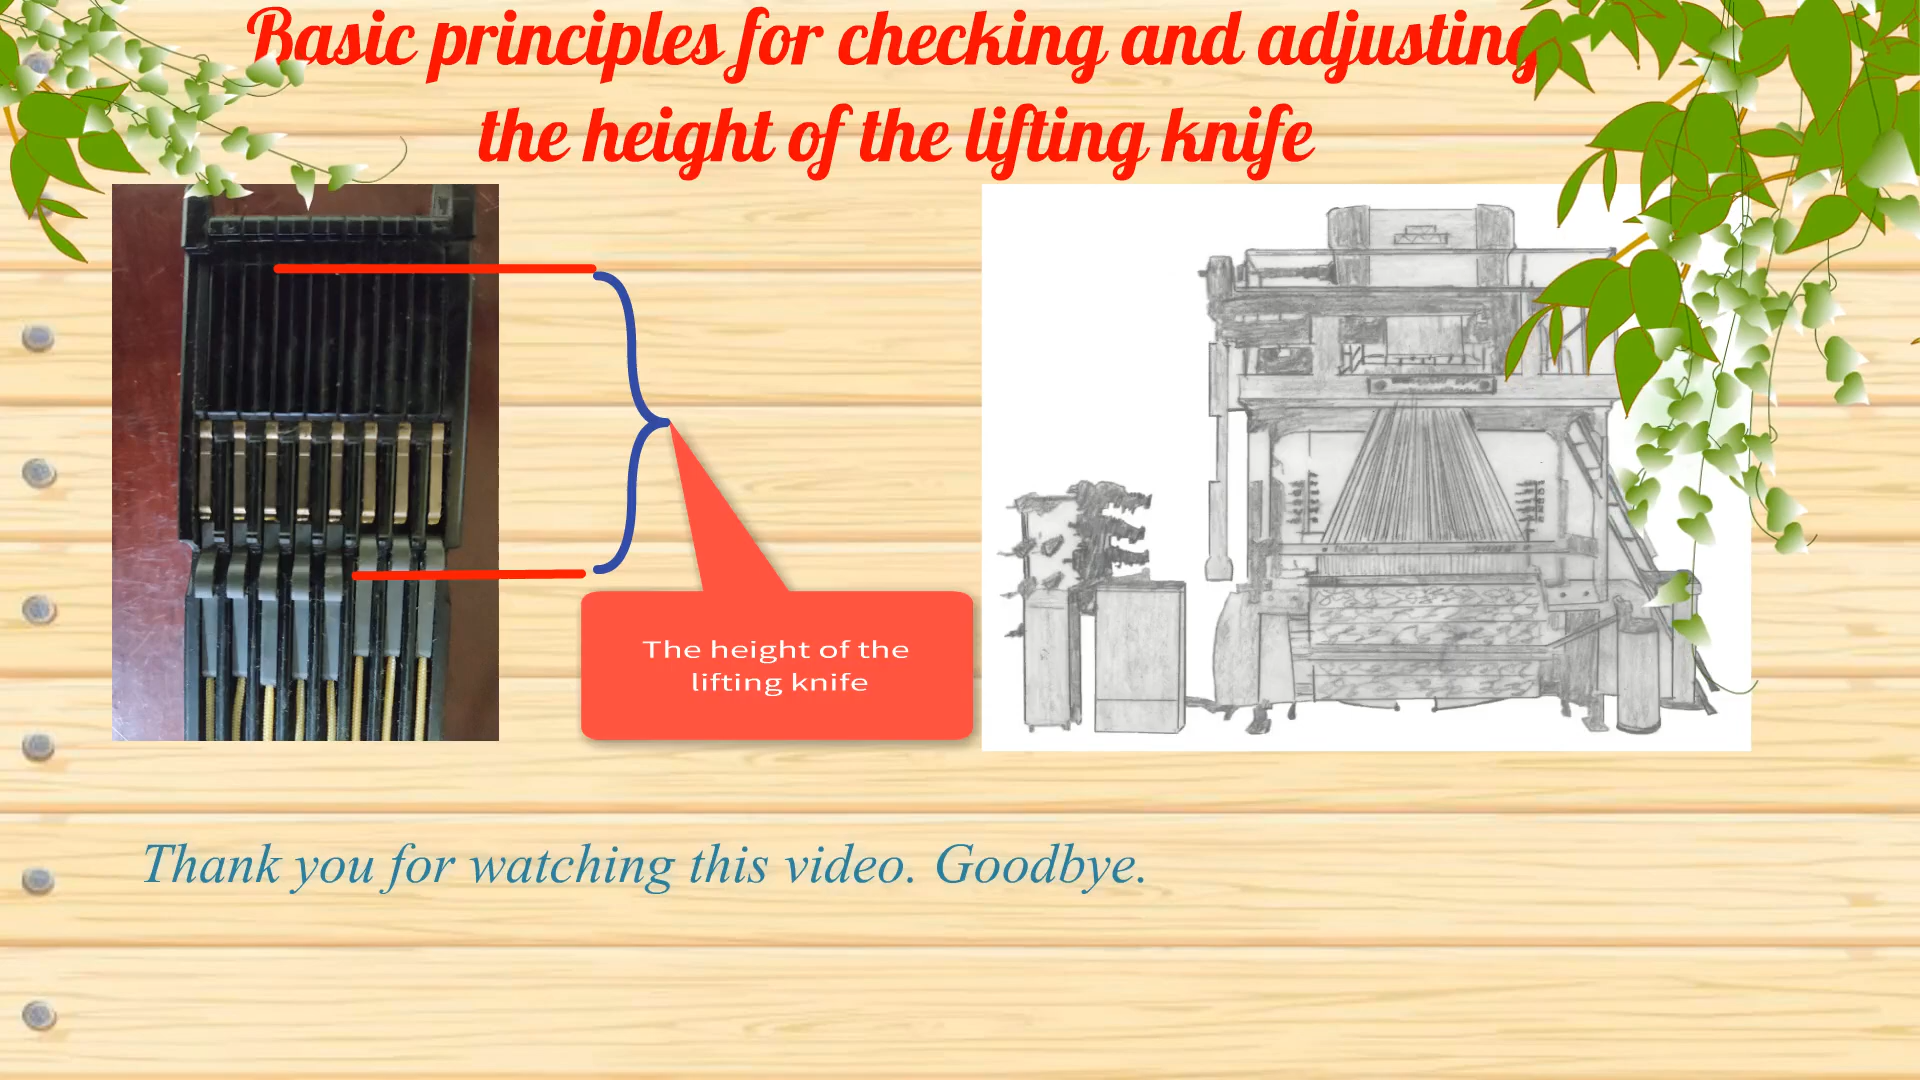 Basic principles for checking and adjusting
the height of the lifting knife
The height of the
lifting knife
Thank you for watching this video. Goodbye.